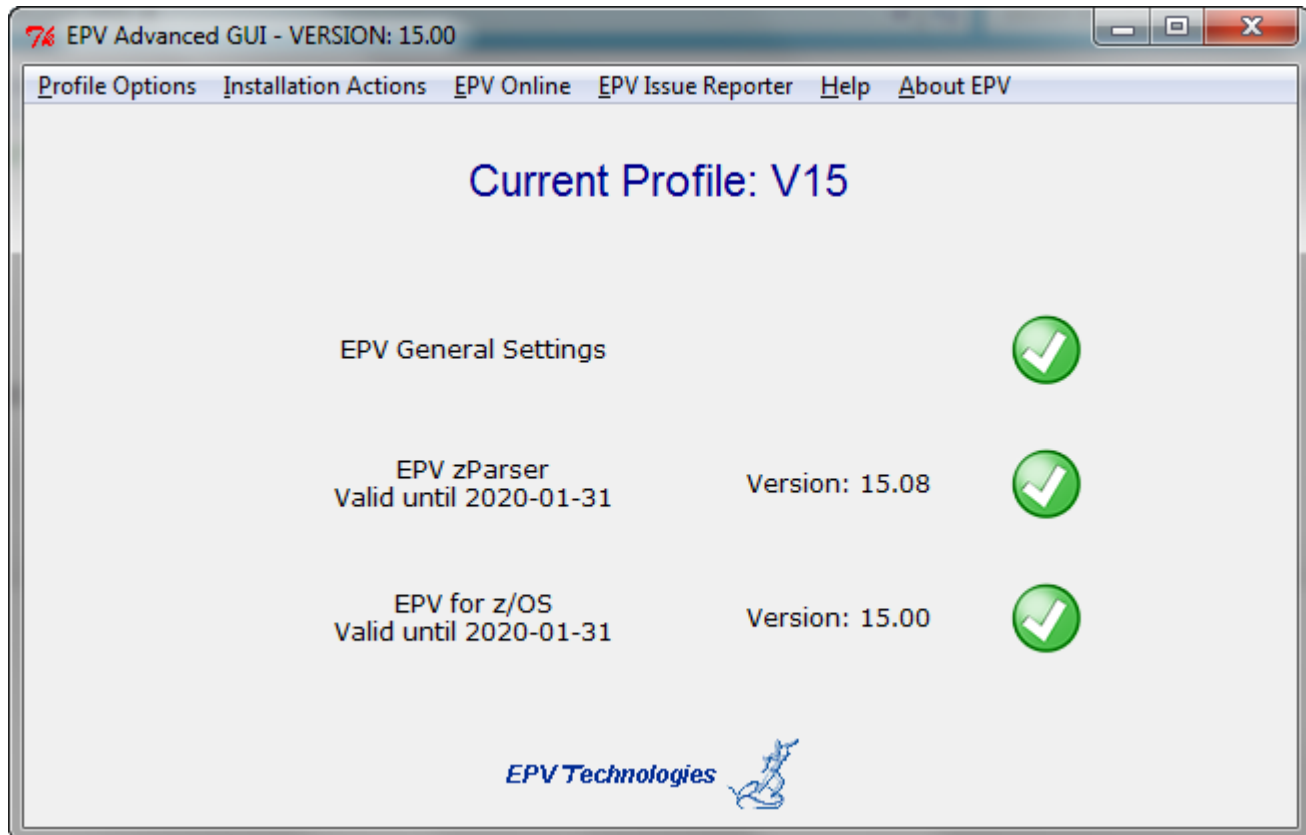 EPV Advanced GUI - VERSION: 15.00
Profile Options Installation Actions EPV Online EPV Issue Reporter Help About EPV
Current Profile: V15
EPV General Settings
EPV zParser
Valid until 2020-01-31
Version: 15.08
EPV for z/OS
Valid until 2020-01-31
Version: 15.00
EPV Technologies